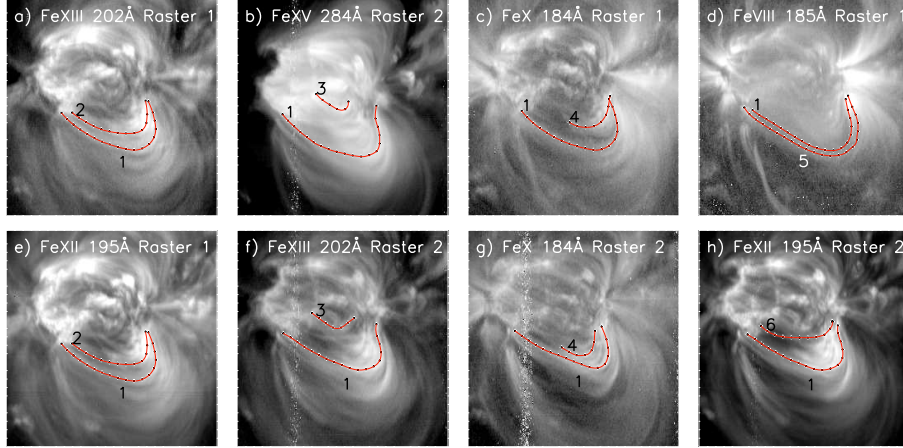 a) FeXIII 202Å Raster 1
2
1
b) FeXV 284Å Raster 2
3
1
c) FeX 184Å Raster 1
1
4
d) FeVIII 185Å Raster 1
1
5
e) FeXII 195Å Raster 1
2
1
f) FeXIII 202Å Raster 2
3
1
g) FeX 184Å Raster 2
4
1
h) FeXII 195Å Raster 2
6
1